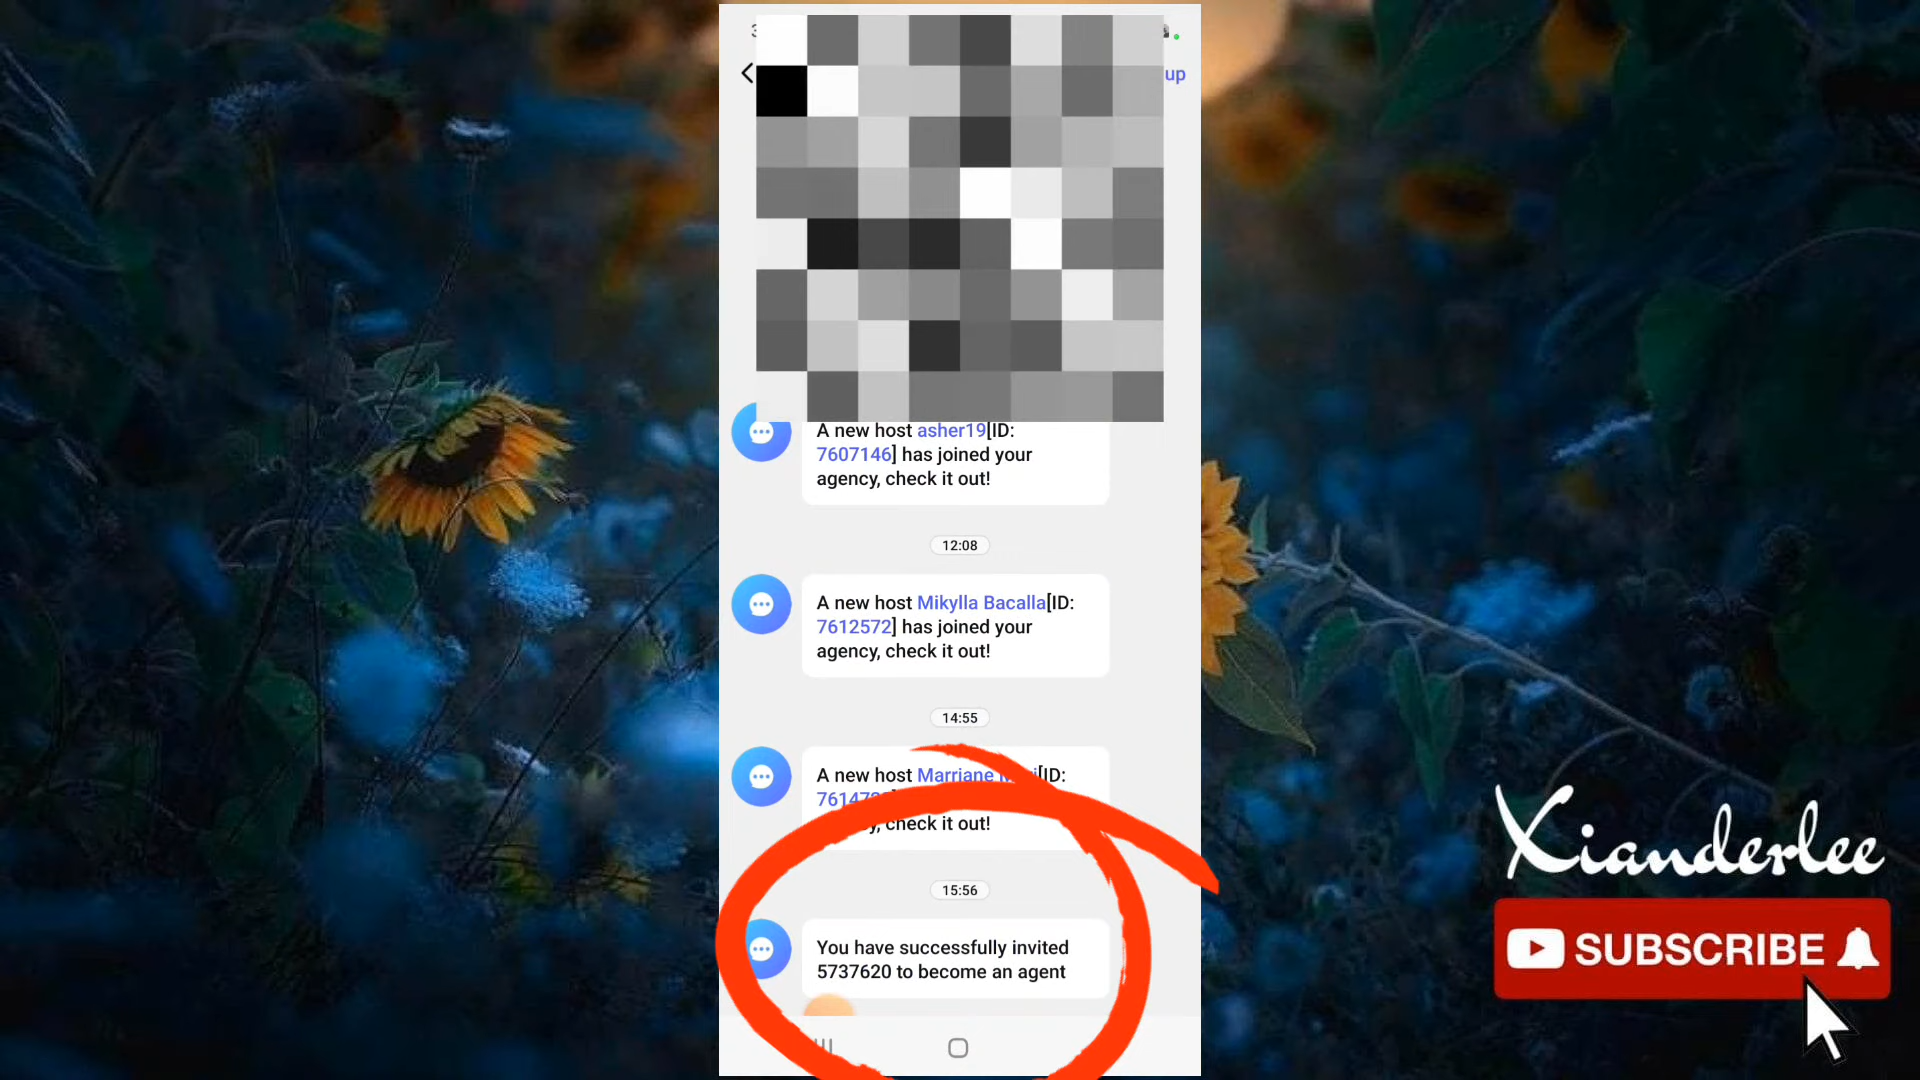 up
A new host asher19[ID:
7607146] has joined your
agency, check it out!
12:08
A new host Mikylla Bacalla[ID:
7612572] has joined your
agency, check it out!
14:55
A new host Marriane [ID:
check it out!
15:56
You have successfully invited
5737620 to become an agent
Xianderlee
SUBSCRIBE